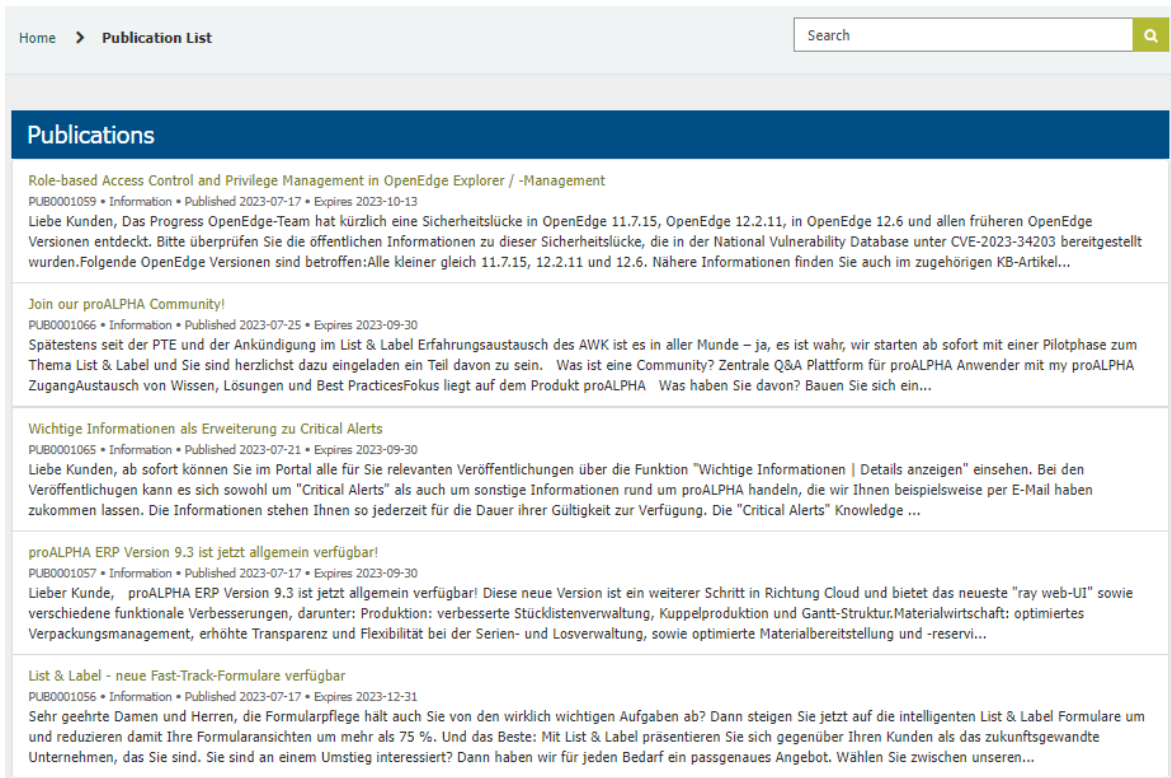 Home > Publication List
Search
Publications
Role-based Access Control and Privilege Management in OpenEdge Explorer / -Management
PUB0001059 • Information • Published 2023-07-17 • Expires 2023-10-13
Liebe Kunden, Das Progress OpenEdge-Team hat kürzlich eine Sicherheitslücke in OpenEdge 11.7.15, OpenEdge 12.2.11, in OpenEdge 12.6 und allen früheren OpenEdge
Versionen entdeckt. Bitte überprüfen Sie die öffentlichen Informationen zu dieser Sicherheitslücke, die in der National Vulnerability Database unter CVE-2023-34203 bereitgestellt
wurden.Folgende OpenEdge Versionen sind betroffen:Alle kleiner gleich 11.7.15, 12.2.11 und 12.6. Nähere Informationen finden Sie auch im zugehörigen KB-Artikel...
Join our proALPHA Community!
PUB0001066 • Information • Published 2023-07-25 • Expires 2023-09-30
Spätestens seit der PTE und der Ankündigung im List & Label Erfahrungsaustausch des AWK ist es in aller Munde – ja, es ist wahr, wir starten ab sofort mit einer Pilotphase zum
Thema List & Label und Sie sind herzlichst dazu eingeladen ein Teil davon zu sein.   Was ist eine Community? Zentrale Q&A Plattform für proALPHA Anwender mit my proALPHA
ZugangAustausch von Wissen, Lösungen und Best PracticesFokus liegt auf dem Produkt proALPHA   Was haben Sie davon? Bauen Sie sich ein...
Wichtige Informationen als Erweiterung zu Critical Alerts
PUB0001065 • Information • Published 2023-07-21 • Expires 2023-09-30
Liebe Kunden, ab sofort können Sie im Portal alle für Sie relevanten Veröffentlichungen über die Funktion "Wichtige Informationen | Details anzeigen" einsehen. Bei den
Veröffentlichugen kann es sich sowohl um "Critical Alerts" als auch um sonstige Informationen rund um proALPHA handeln, die wir Ihnen beispielsweise per E-Mail haben
zukommen lassen. Die Informationen stehen Ihnen so jederzeit für die Dauer ihrer Gültigkeit zur Verfügung. Die "Critical Alerts" Knowledge ...
proALPHA ERP Version 9.3 ist jetzt allgemein verfügbar!
PUB0001057 • Information • Published 2023-07-17 • Expires 2023-09-30
Lieber Kunde,   proALPHA ERP Version 9.3 ist jetzt allgemein verfügbar! Diese neue Version ist ein weiterer Schritt in Richtung Cloud und bietet das neueste "ray web-UI" sowie
verschiedene funktionale Verbesserungen, darunter: Produktion: verbesserte Stücklistenverwaltung, Kuppelproduktion und Gantt-Struktur.Materialwirtschaft: optimiertes
Verpackungsmanagement, erhöhte Transparenz und Flexibilität bei der Serien- und Losverwaltung, sowie optimierte Materialbereitstellung und -reservi...
List & Label - neue Fast-Track-Formulare verfügbar
PUB0001056 • Information • Published 2023-07-17 • Expires 2023-12-31
Sehr geehrte Damen und Herren, die Formularpflege hält auch Sie von den wirklich wichtigen Aufgaben ab? Dann steigen Sie jetzt auf die intelligenten List & Label Formulare um
und reduzieren damit Ihre Formularansichten um mehr als 75 %. Und das Beste: Mit List & Label präsentieren Sie sich gegenüber Ihren Kunden als das zukunftsgewandte
Unternehmen, das Sie sind. Sie sind an einem Umstieg interessiert? Dann haben wir für jeden Bedarf ein passgenaues Angebot. Wählen Sie zwischen unseren...